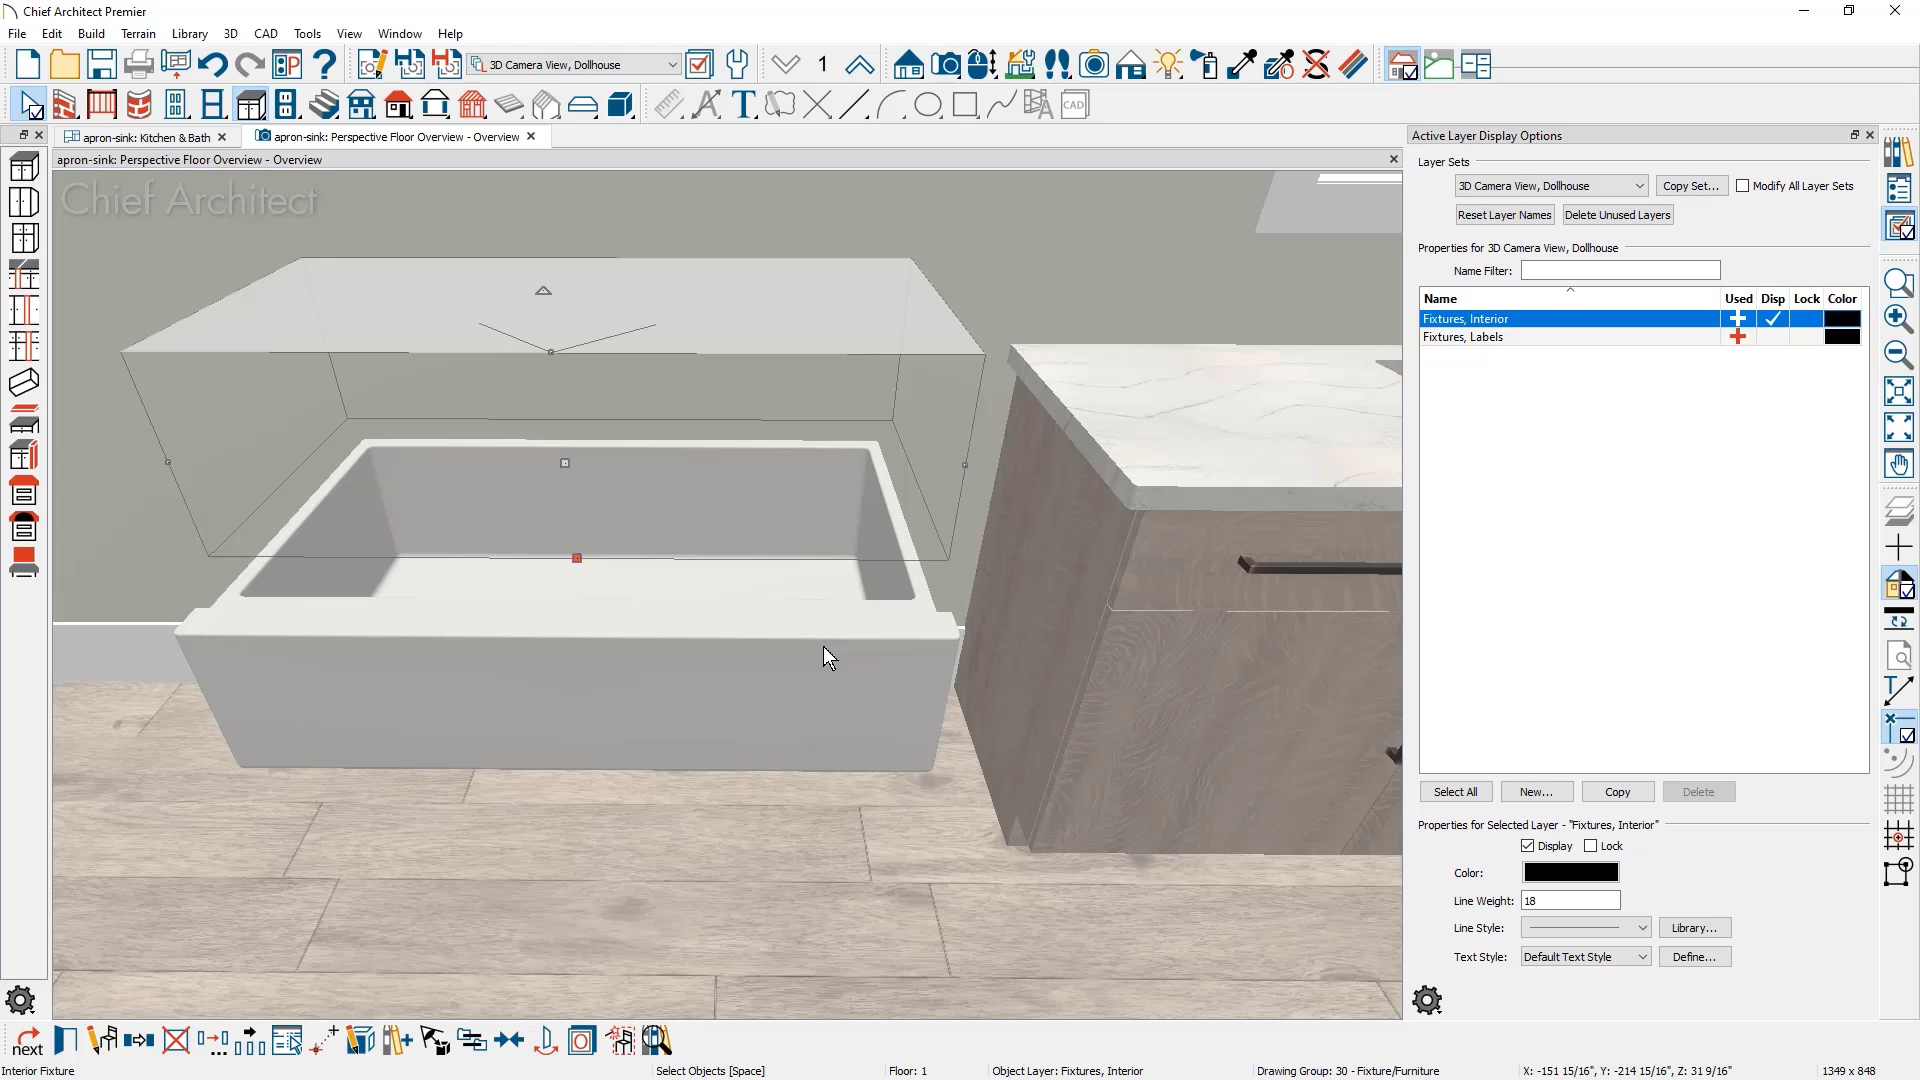 Chief Architect Premier
File Edit Build Terrain Library 3D CAD Tools View Window Help
3D Camera View, Dollhouse
1
CAD
apron-sink: Kitchen & Bath
apron-sink: Perspective Floor Overview - Overview
apron-sink: Perspective Floor Overview - Overview
Chief Architect
Active Layer Display Options
Layer Sets
3D Camera View, Dollhouse
Copy Set...
Modify All Layer Sets
Reset Layer Names
Delete Unused Layers
Properties for 3D Camera View, Dollhouse
Name Filter:
Name Used Disp Lock Color
Fixtures, Interior
Fixtures, Labels
Select All
New...
Copy
Delete
Properties for Selected Layer - "Fixtures, Interior"
Display Lock
Color:
Line Weight: 18
Line Style:
Library...
Text Style: Default Text Style
Define...
next
Interior Fixture
Select Objects [Space]
Floor: 1
Object Layer: Fixtures, Interior
Drawing Group: 30 - Fixture/Furniture
X: -151 15/16", Y: -214 15/16", Z: 31 9/16"
1349 x 848